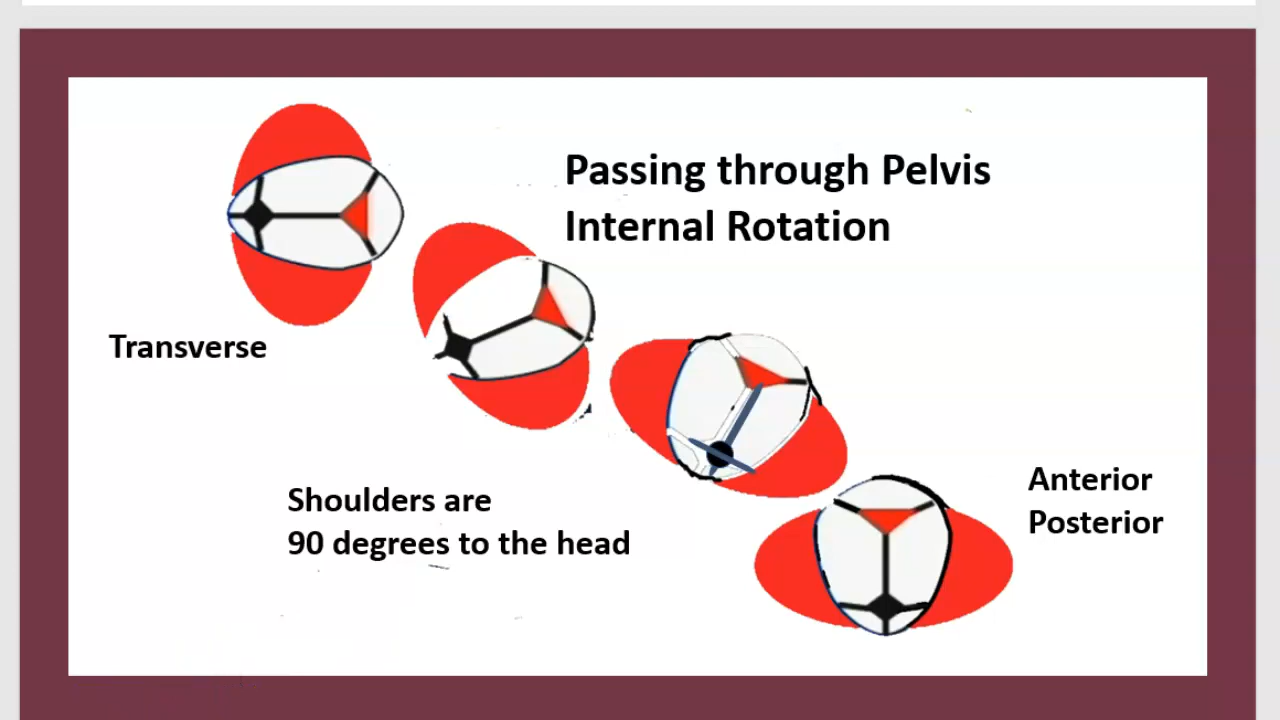 Passing through Pelvis
Internal Rotation
Transverse
Shoulders are
90 degrees to the head
Anterior
Posterior